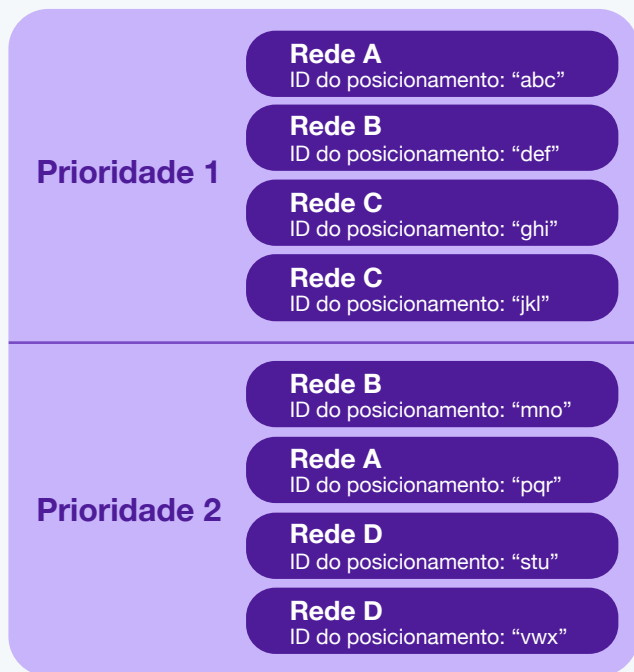 Prioridade 1
Rede A
ID do posicionamento: “abc”
Rede B
ID do posicionamento: “def”
Rede C
ID do posicionamento: “ghi”
Rede C
ID do posicionamento: “jkl”
Prioridade 2
Rede B
ID do posicionamento: “mno”
Rede A
ID do posicionamento: “pqr”
Rede D
ID do posicionamento: “stu”
Rede D
ID do posicionamento: “vwx”